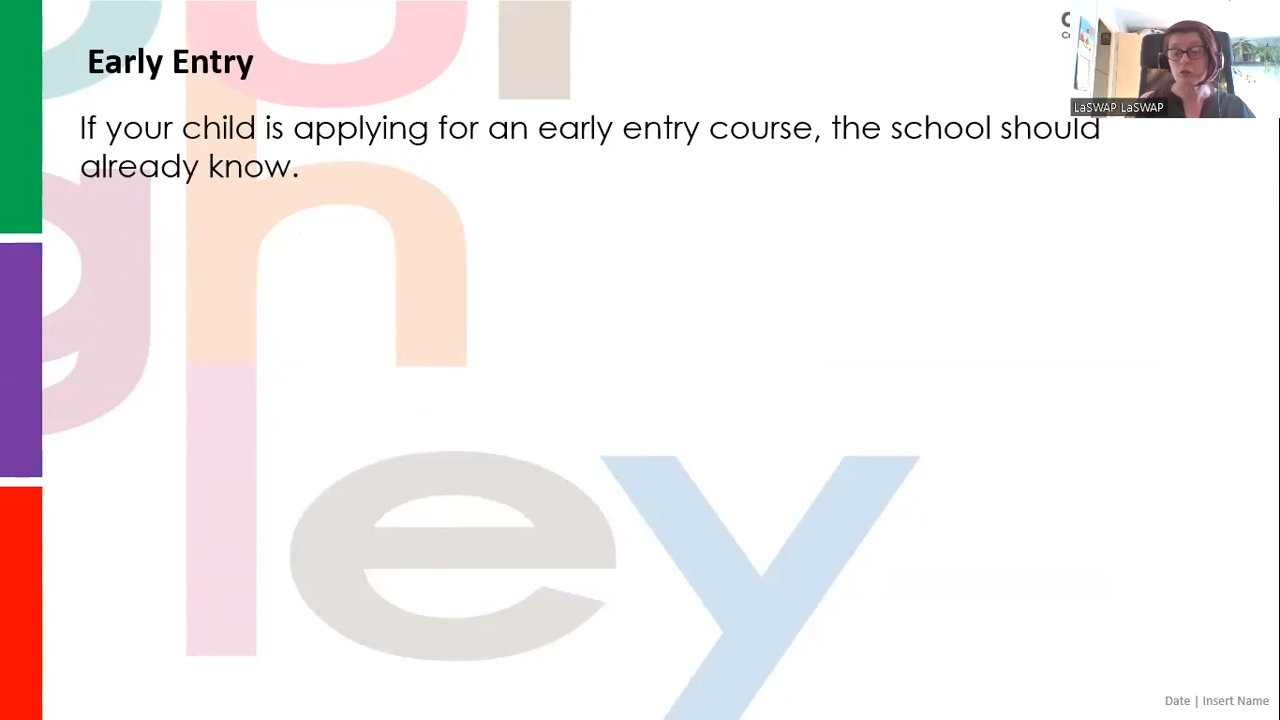 Early Entry
If your child is applying for an early entry course, the school should
already know.
LaSWAP LaSWAP
h
l
ey
Date | Insert Name